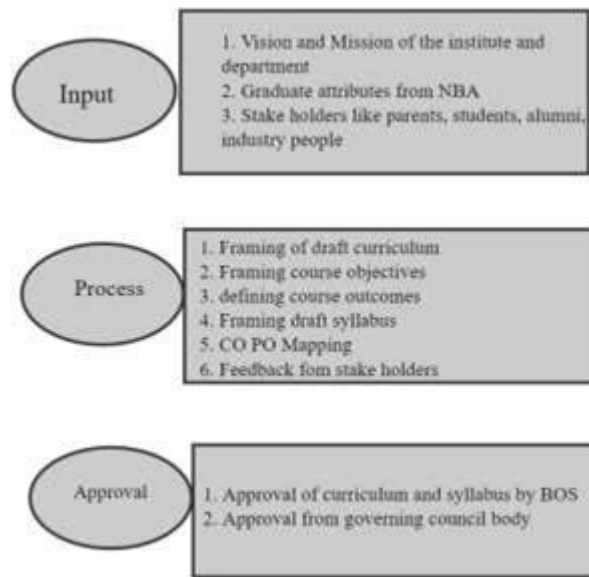 Input
1. Vision and Mission of the institute and
department
2. Graduate attributes from NBA
3. Stake holders like parents, students, alumni,
industry people
Process
1. Framing of draft curriculum
2. Framing course objectives
3. defining course outcomes
4. Framing draft syllabus
5. CO PO Mapping
6. Feedback fom stake holders
Approval
1. Approval of curriculum and syllabus by BOS
2. Approval from governing council body